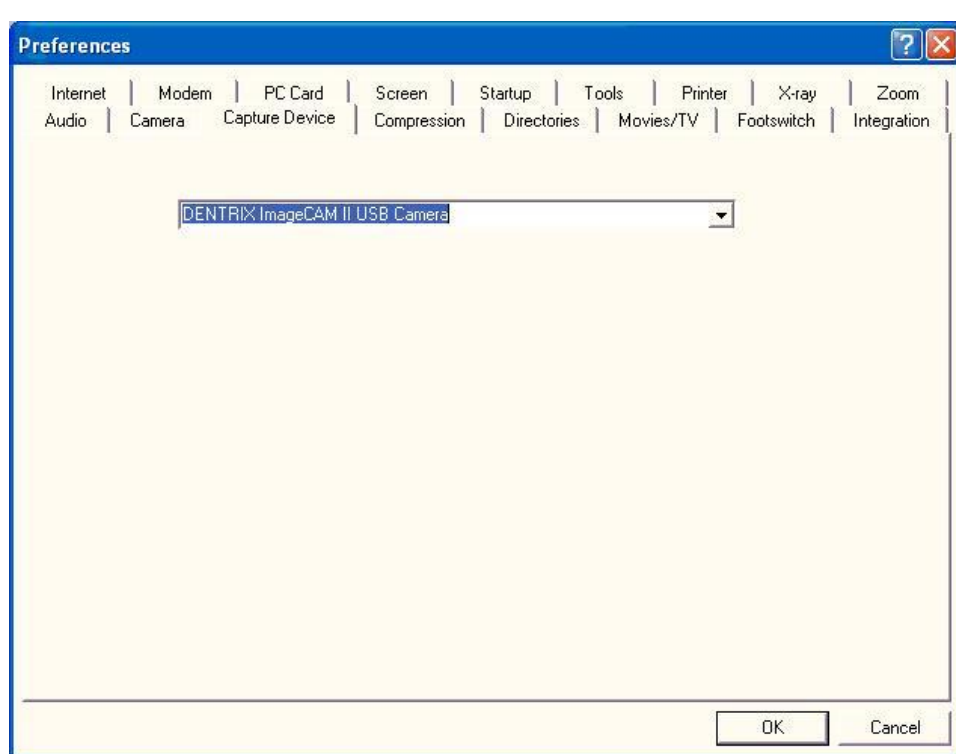 Preferences
Internet Modem PC Card Screen Startup Tools Printer X-ray Zoom
Audio Camera Capture Device Compression Directories Movies/TV Footswitch Integration
DENTRIX ImageCAM II USB Camera
OK Cancel